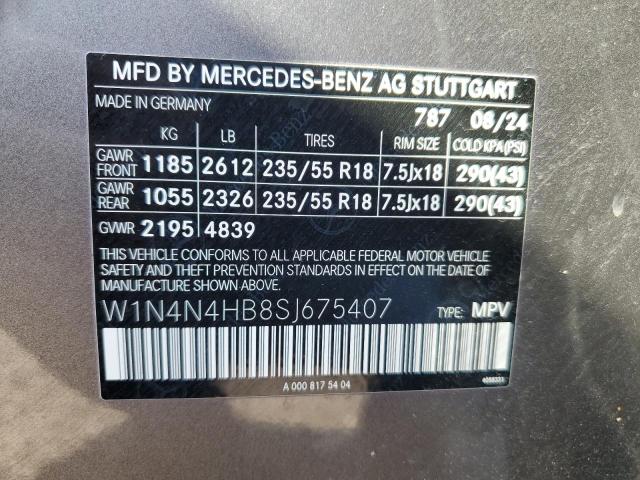 MFD BY MERCEDES-BENZ AG STUTTGART
MADE IN GERMANY 787 08/24
KG LB TIRES RIM SIZE COLD KPA (PSI)
GAWR FRONT 1185 2612 235/55 R18 7.5Jx18 290(43)
GAWR REAR 1055 2326 235/55 R18 7.5Jx18 290(43)
GVWR 2195 4839
THIS VEHICLE CONFORMS TO ALL APPLICABLE FEDERAL MOTOR VEHICLE
SAFETY AND THEFT PREVENTION STANDARDS IN EFFECT ON THE DATE OF
MANUFACTURE SHOWN ABOVE.
W1N4N4HB8SJ675407 TYPE: MPV
A 000 817 54 04